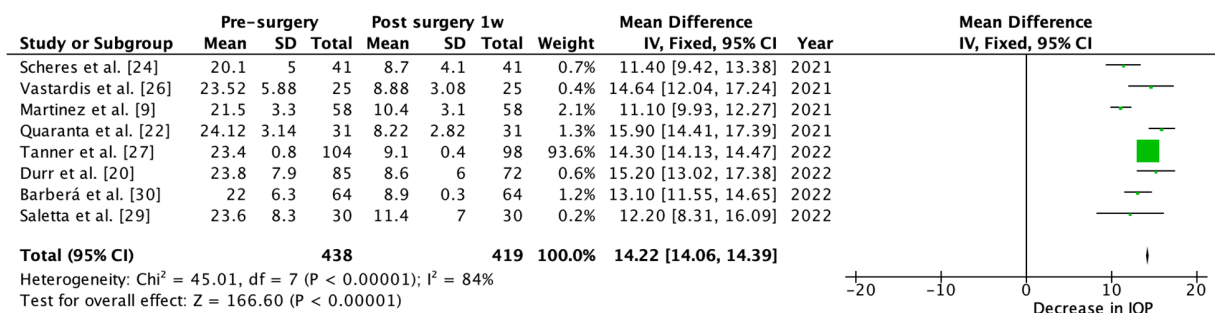 Pre-surgery Post surgery 1w Mean Difference Mean Difference
Study or Subgroup Mean SD Total Mean SD Total Weight IV, Fixed, 95% CI Year IV, Fixed, 95% CI
Scheres et al. [24] 20.1 5 41 8.7 4.1 41 0.7% 11.40 [9.42, 13.38] 2021
Vastardis et al. [26] 23.52 5.88 25 8.88 3.08 25 0.4% 14.64 [12.04, 17.24] 2021
Martinez et al. [9] 21.5 3.3 58 10.4 3.1 58 2.1% 11.10 [9.93, 12.27] 2021
Quaranta et al. [22] 24.12 3.14 31 8.22 2.82 31 1.3% 15.90 [14.41, 17.39] 2021
Tanner et al. [27] 23.4 0.8 104 9.1 0.4 98 93.6% 14.30 [14.13, 14.47] 2022
Durr et al. [20] 23.8 7.9 85 8.6 6 72 0.6% 15.20 [13.02, 17.38] 2022
Barberá et al. [30] 22 6.3 64 8.9 0.3 64 1.2% 13.10 [11.55, 14.65] 2022
Saletta et al. [29] 23.6 8.3 30 11.4 7 30 0.2% 12.20 [8.31, 16.09] 2022
Total (95% CI) 438 419 100.0% 14.22 [14.06, 14.39]
Heterogeneity: Chi² = 45.01, df = 7 (P < 0.00001); I² = 84%
Test for overall effect: Z = 166.60 (P < 0.00001)
-20 -10 0 10 20
Decrease in IOP